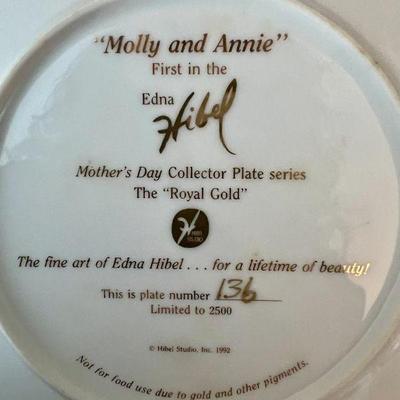 "Molly and Annie"
First in the
Edna
Hibel
Mother's Day Collector Plate series
The "Royal Gold"
HIBEL
STUDIO
The fine art of Edna Hibel . . . for a lifetime of beauty!
This is plate number 136
Limited to 2500
© Hibel Studio, Inc. 1992
Not for food use due to gold and other pigments.